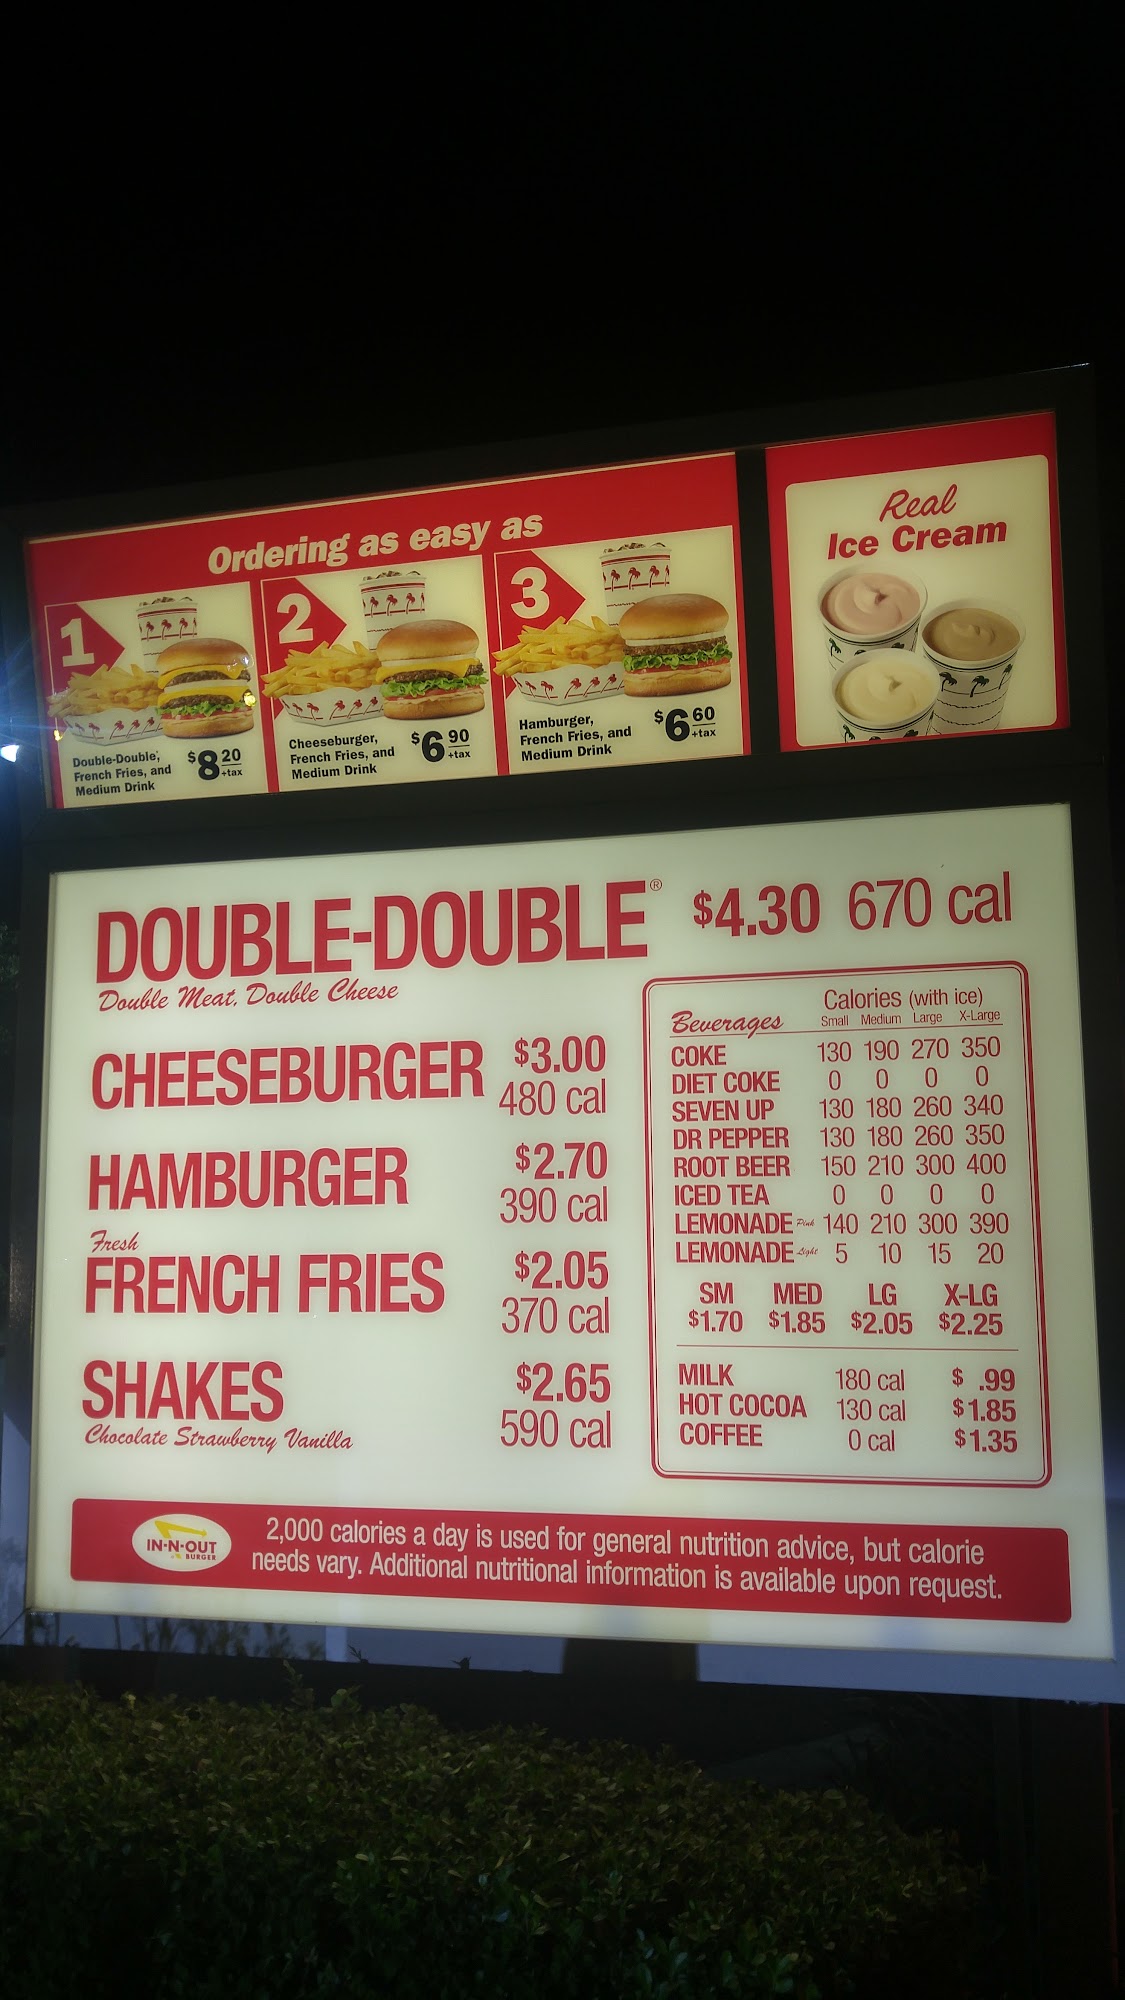 Ordering as easy as
1
Double-Double®,
French Fries, and
Medium Drink
$8 20 +tax
2
Cheeseburger,
French Fries, and
Medium Drink
$6 90 +tax
3
Hamburger,
French Fries, and
Medium Drink
$6 60 +tax
Real
Ice Cream
DOUBLE-DOUBLE® $4.30 670 cal
Double Meat, Double Cheese
CHEESEBURGER $3.00
480 cal
HAMBURGER $2.70
390 cal
Fresh
FRENCH FRIES $2.05
370 cal
SHAKES $2.65
Chocolate Strawberry Vanilla 590 cal
Calories (with ice)
Beverages Small Medium Large X-Large
COKE 130 190 270 350
DIET COKE 0 0 0 0
SEVEN UP 130 180 260 340
DR PEPPER 130 180 260 350
ROOT BEER 150 210 300 400
ICED TEA 0 0 0 0
LEMONADE Pink 140 210 300 390
LEMONADE Light 5 10 15 20
SM MED LG X-LG
$1.70 $1.85 $2.05 $2.25
MILK 180 cal $ .99
HOT COCOA 130 cal $1.85
COFFEE 0 cal $1.35
IN-N-OUT
BURGER
2,000 calories a day is used for general nutrition advice, but calorie
needs vary. Additional nutritional information is available upon request.